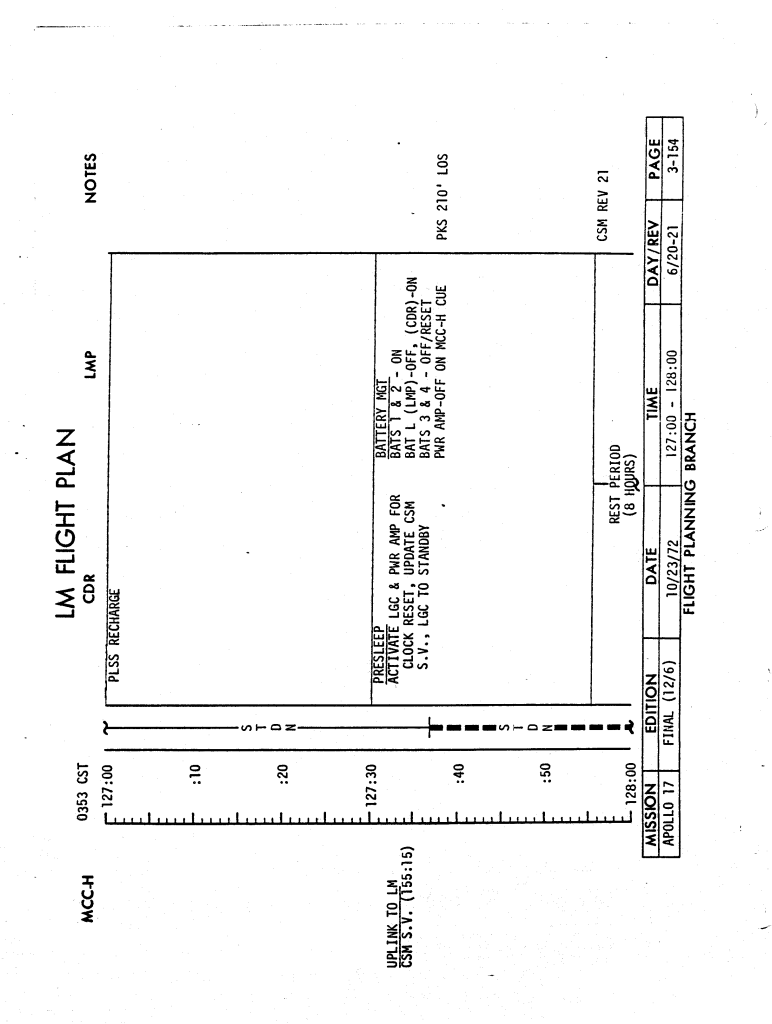 LM FLIGHT PLAN
MCC-H
0353 CST
CDR
LMP
NOTES
127:00
PLSS RECHARGE
:10
STDN
:20
127:30
PRESLEEP
ACTIVATE LGC & PWR AMP FOR
CLOCK RESET, UPDATE CSM
S.V., LGC TO STANDBY
BATTERY MGT
BATS 1 & 2 - ON
BAT L (LMP)-OFF, (CDR)-ON
BATS 3 & 4 - OFF/RESET
PWR AMP-OFF ON MCC-H CUE
UPLINK TO LM
CSM S.V. (155:15)
PKS 210' LOS
:40
STDN
:50
REST PERIOD
(8 HOURS)
CSM REV 21
128:00
MISSION EDITION DATE TIME DAY/REV PAGE
APOLLO 17 FINAL (12/6) 10/23/72 127:00 - 128:00 6/20-21 3-154
FLIGHT PLANNING BRANCH